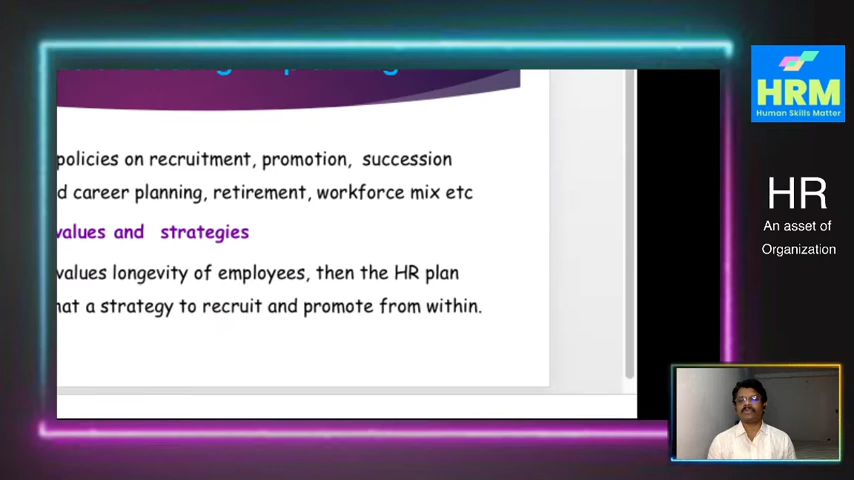 policies on recruitment, promotion, succession
d career planning, retirement, workforce mix etc
values and strategies
values longevity of employees, then the HR plan
hat a strategy to recruit and promote from within.
HRM
Human Skills Matter
HR
An asset of
Organization